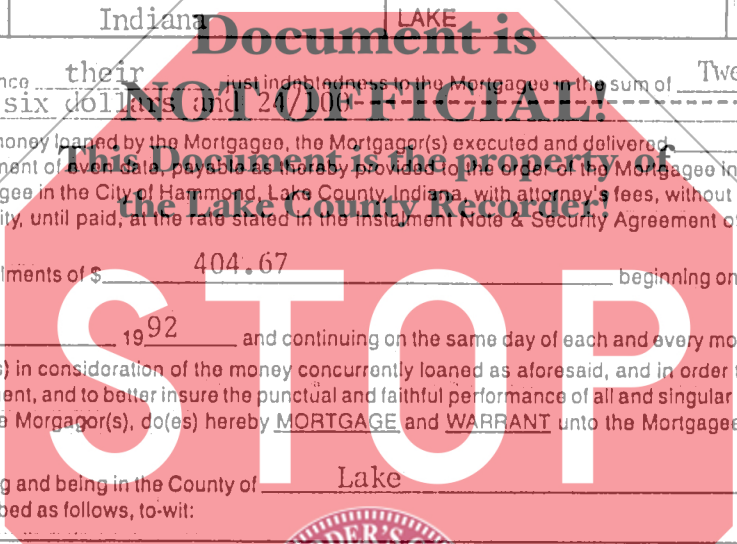 Indiana LAKE
Document is
their just indebtedness to the Mortgagee in the sum of
NOT OFFICIAL!
six dollars and 24/100
money loaned by the Mortgagee, the Mortgagor(s) executed and delivered
This Document is the property of
ment of even date, payable as thereby provided to the order of the Mortgagee in
gee in the City of Hammond, Lake County, Indiana, with attorney's fees, without
the Lake County Recorder!
ity, until paid, at the rate stated in the Instalment Note & Security Agreement of
lments of $ 404.67 beginning on
STOP
19 92 and continuing on the same day of each and every mo
s) in consideration of the money concurrently loaned as aforesaid, and in order
ent, and to better insure the punctual and faithful performance of all and singular
e Morgagor(s), do(es) hereby MORTGAGE and WARRANT unto the Mortgagee
g and being in the County of Lake
bed as follows, to-wit: